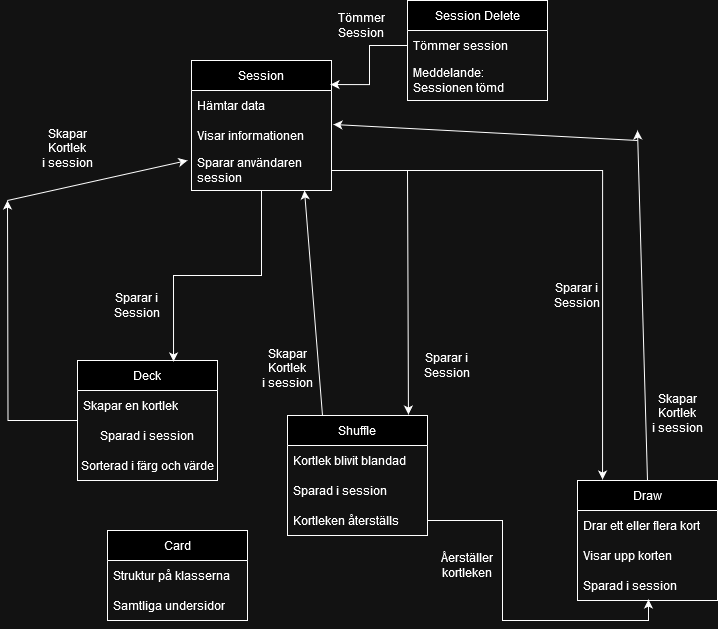 Session Delete
Tömmer session
Meddelande:
Sessionen tömd
Tömmer
Session
Session
Hämtar data
Visar informationen
Sparar användaren
session
Skapar
Kortlek
i session
Sparar i
Session
Sparar i
Session
Skapar
Kortlek
i session
Sparar i
Session
Skapar
Kortlek
i session
Deck
Skapar en kortlek
Sparad i session
Sorterad i färg och värde
Shuffle
Kortlek blivit blandad
Sparad i session
Kortleken återställs
Draw
Drar ett eller flera kort
Visar upp korten
Sparad i session
Card
Struktur på klasserna
Samtliga undersidor
Åerställer
kortleken